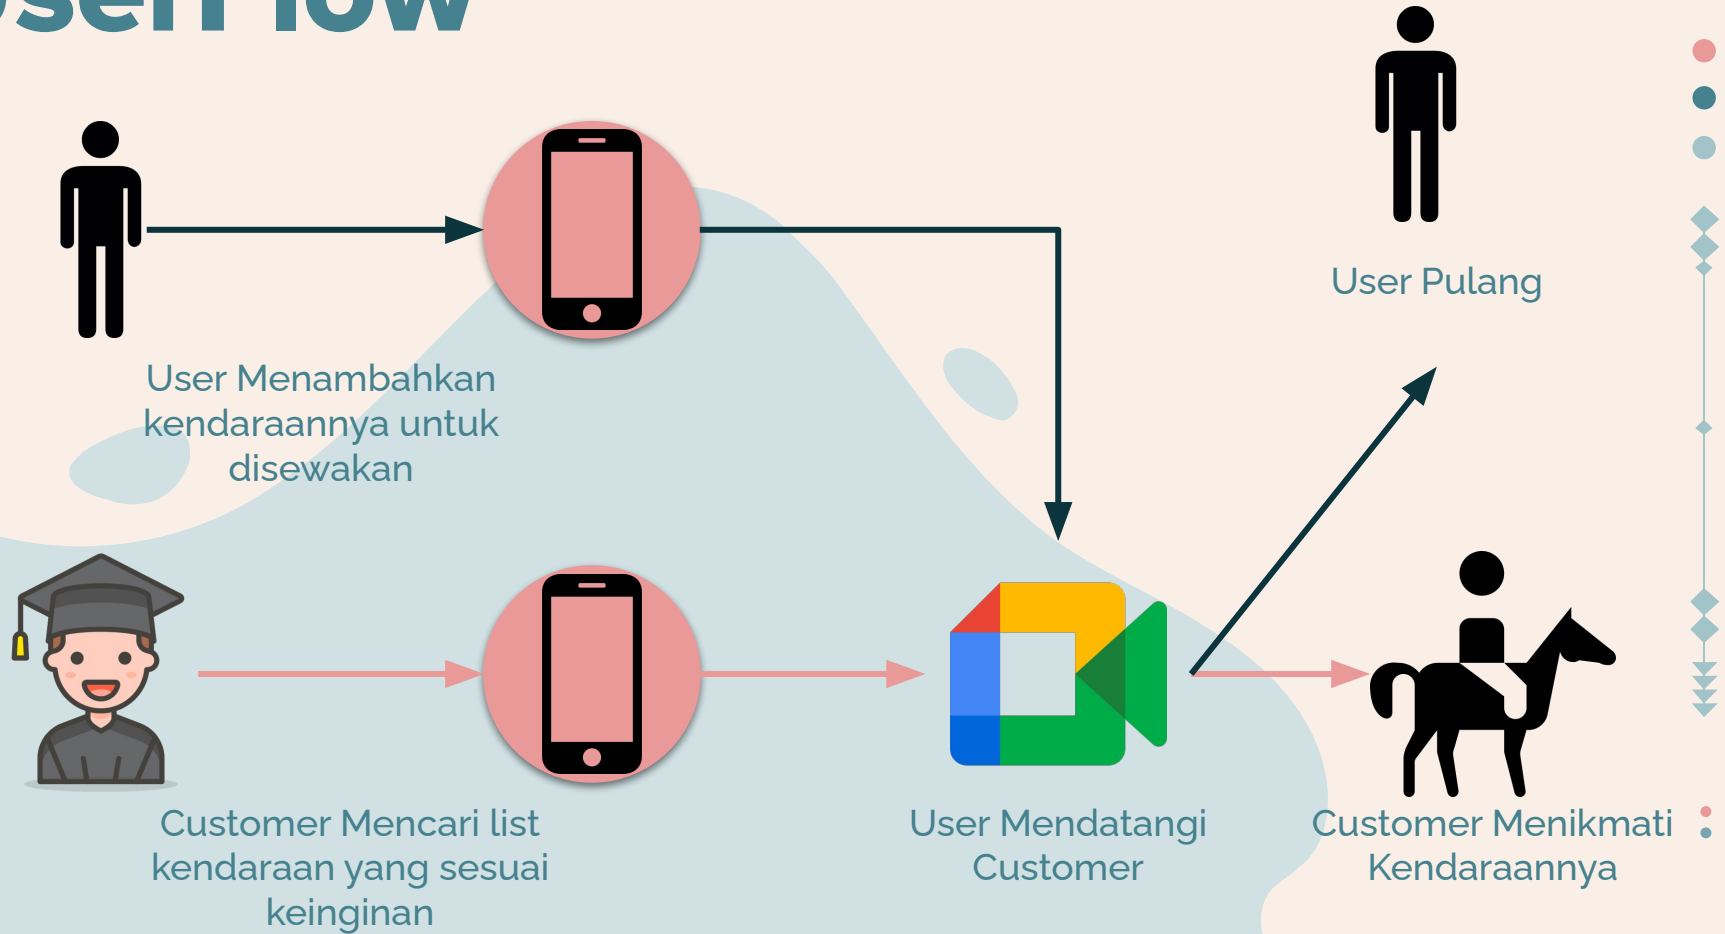 UserFlow
User Pulang
User Menambahkan
kendaraannya untuk
disewakan
Customer Mencari list
kendaraan yang sesuai
keinginan
User Mendatangi
Customer
Customer Menikmati
Kendaraannya